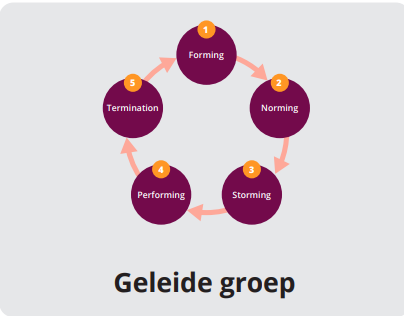 1
Forming
2
Norming
3
Storming
4
Performing
5
Termination
Geleide groep